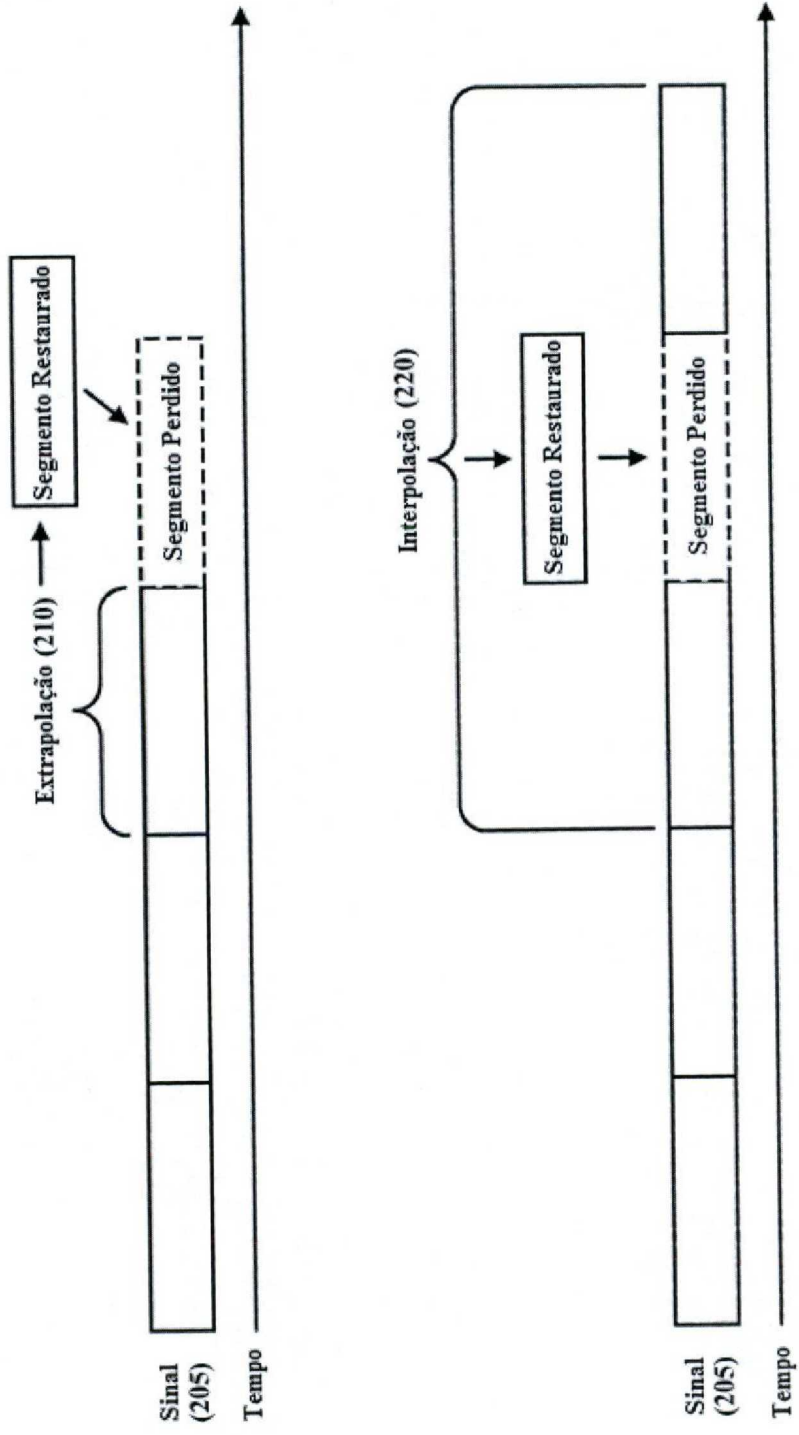 Extrapolação (210)
Segmento Restaurado
Segmento Perdido
Sinal
(205)
Tempo
Interpolação (220)
Segmento Restaurado
Segmento Perdido
Sinal
(205)
Tempo